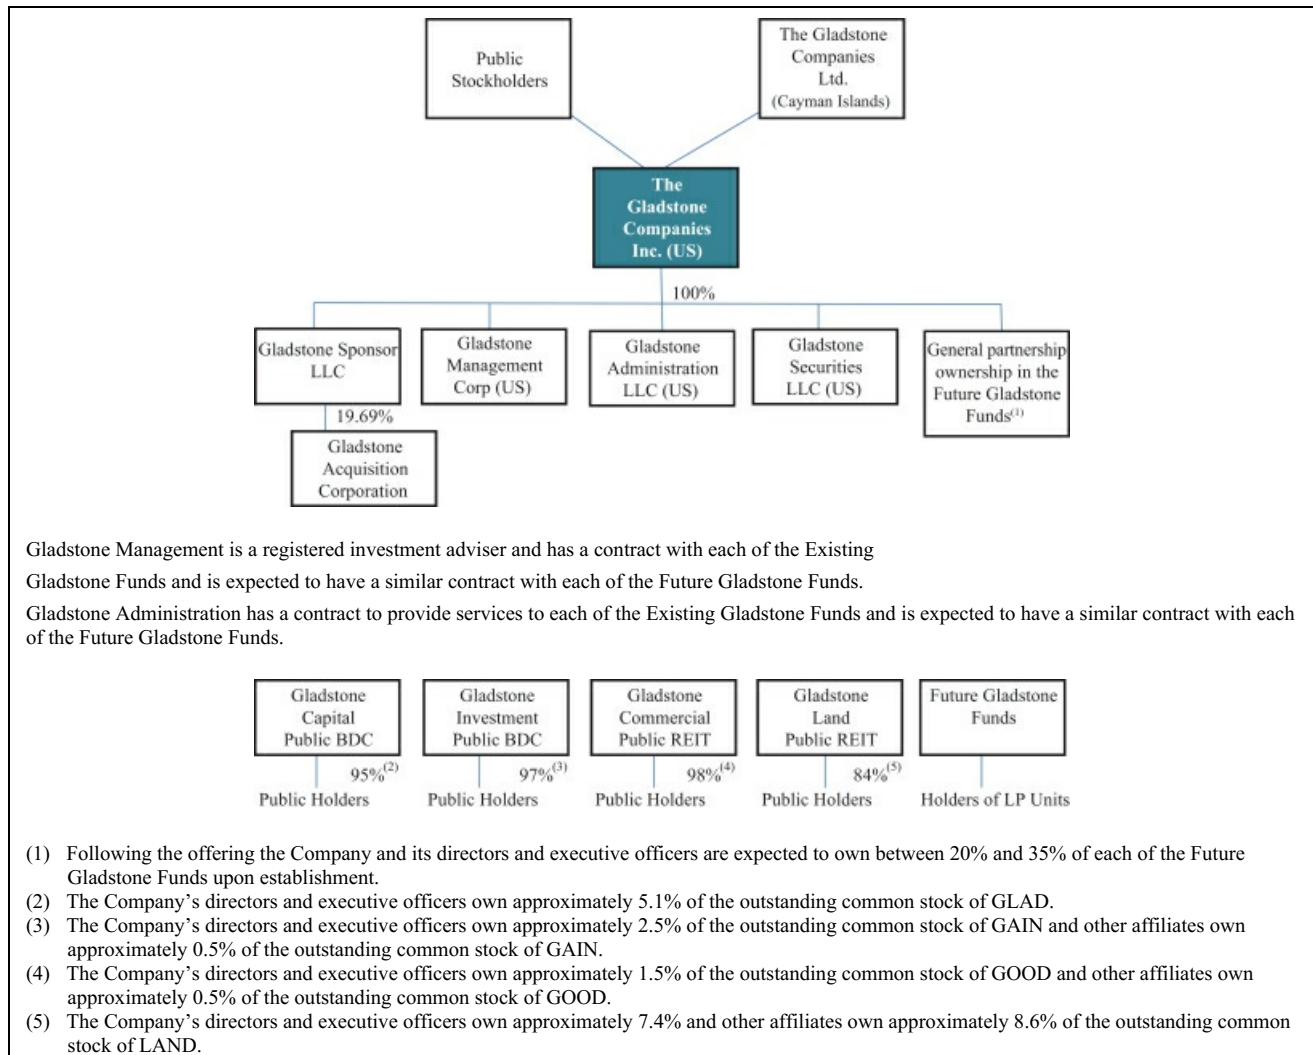 Public
Stockholders
The Gladstone
Companies
Ltd.
(Cayman Islands)
The
Gladstone
Companies
Inc. (US)
100%
Gladstone Sponsor
LLC
Gladstone
Management
Corp (US)
Gladstone
Administration
LLC (US)
Gladstone
Securities
LLC (US)
General partnership
ownership in the
Future Gladstone
Funds(1)
19.69%
Gladstone
Acquisition
Corporation
Gladstone Management is a registered investment adviser and has a contract with each of the Existing
Gladstone Funds and is expected to have a similar contract with each of the Future Gladstone Funds.
Gladstone Administration has a contract to provide services to each of the Existing Gladstone Funds and is expected to have a similar contract with each
of the Future Gladstone Funds.
Gladstone
Capital
Public BDC
Gladstone
Investment
Public BDC
Gladstone
Commercial
Public REIT
Gladstone
Land
Public REIT
Future Gladstone
Funds
95%(2)
97%(3)
98%(4)
84%(5)
Public Holders
Public Holders
Public Holders
Public Holders
Holders of LP Units
(1) Following the offering the Company and its directors and executive officers are expected to own between 20% and 35% of each of the Future
Gladstone Funds upon establishment.
(2) The Company’s directors and executive officers own approximately 5.1% of the outstanding common stock of GLAD.
(3) The Company’s directors and executive officers own approximately 2.5% of the outstanding common stock of GAIN and other affiliates own
approximately 0.5% of the outstanding common stock of GAIN.
(4) The Company’s directors and executive officers own approximately 1.5% of the outstanding common stock of GOOD and other affiliates own
approximately 0.5% of the outstanding common stock of GOOD.
(5) The Company’s directors and executive officers own approximately 7.4% and other affiliates own approximately 8.6% of the outstanding common
stock of LAND.